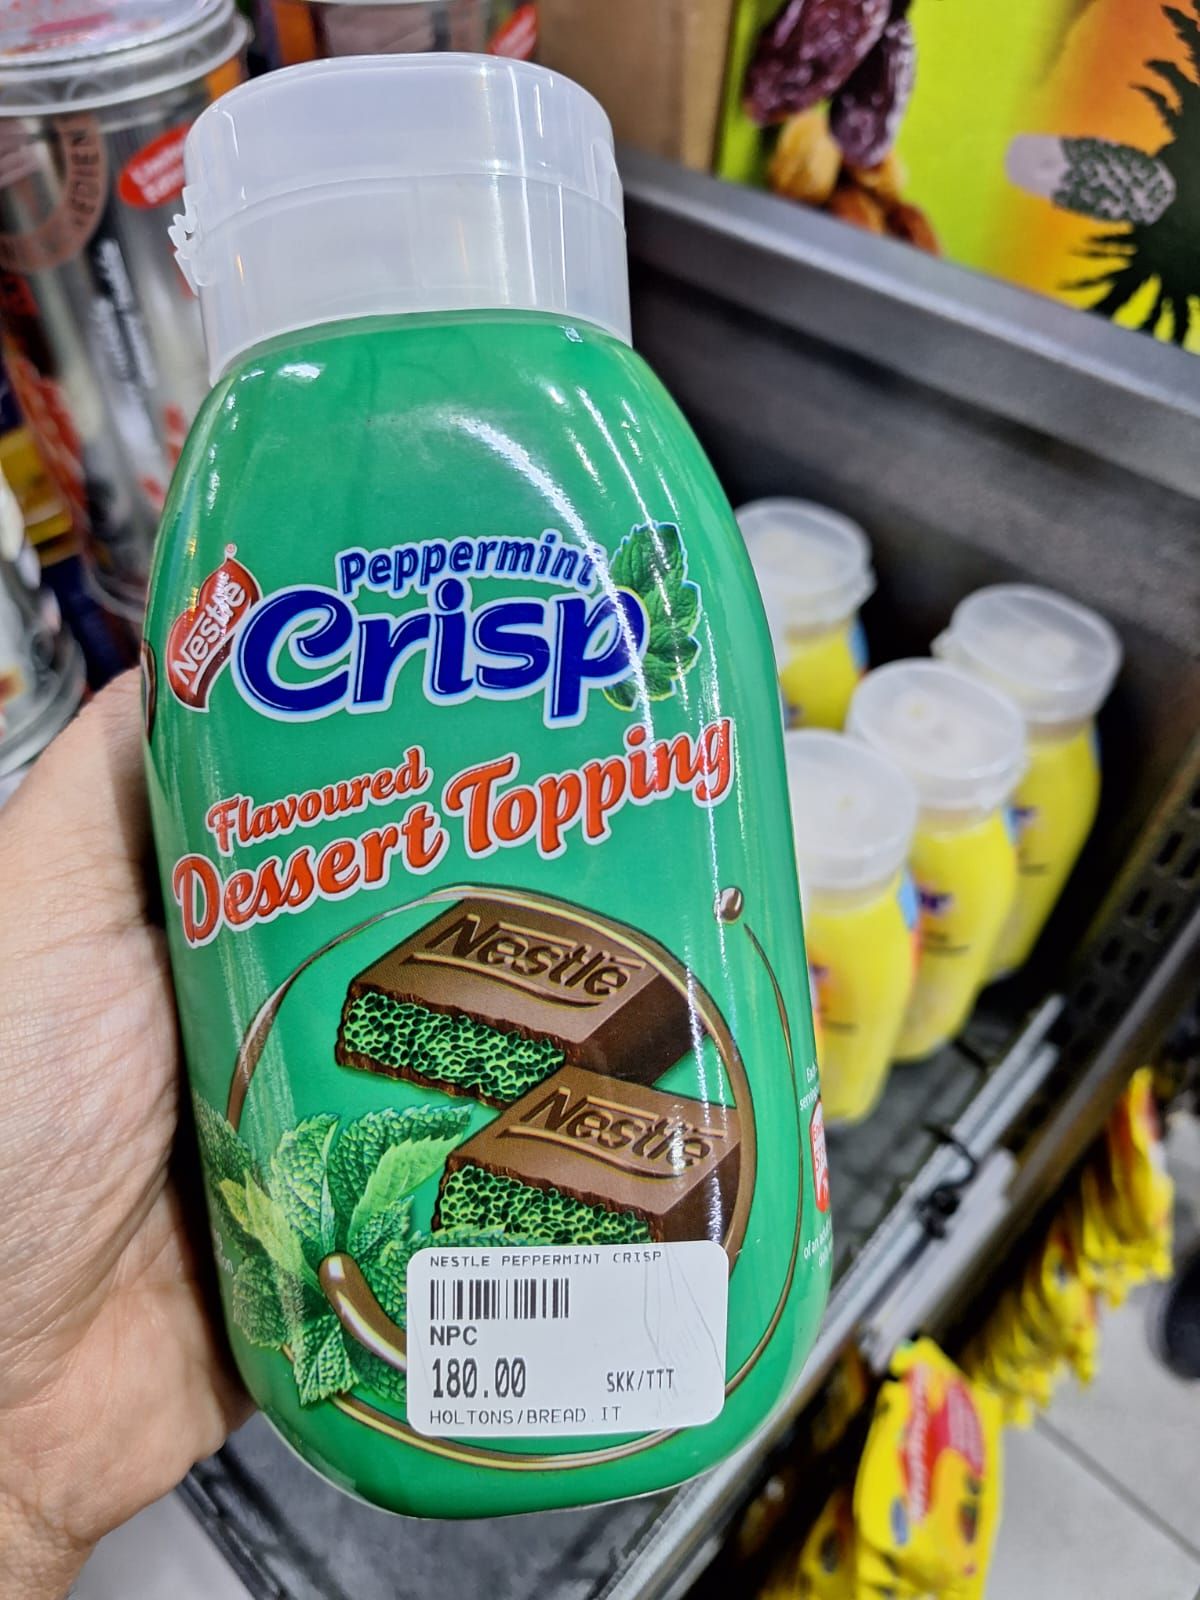 Nestlé
Peppermint
Crisp
Flavoured
Dessert Topping
Nestlé
Nestlé
NESTLE PEPPERMINT CRISP
NPC
180.00 SKK/TTT
HOLTONS/BREAD IT